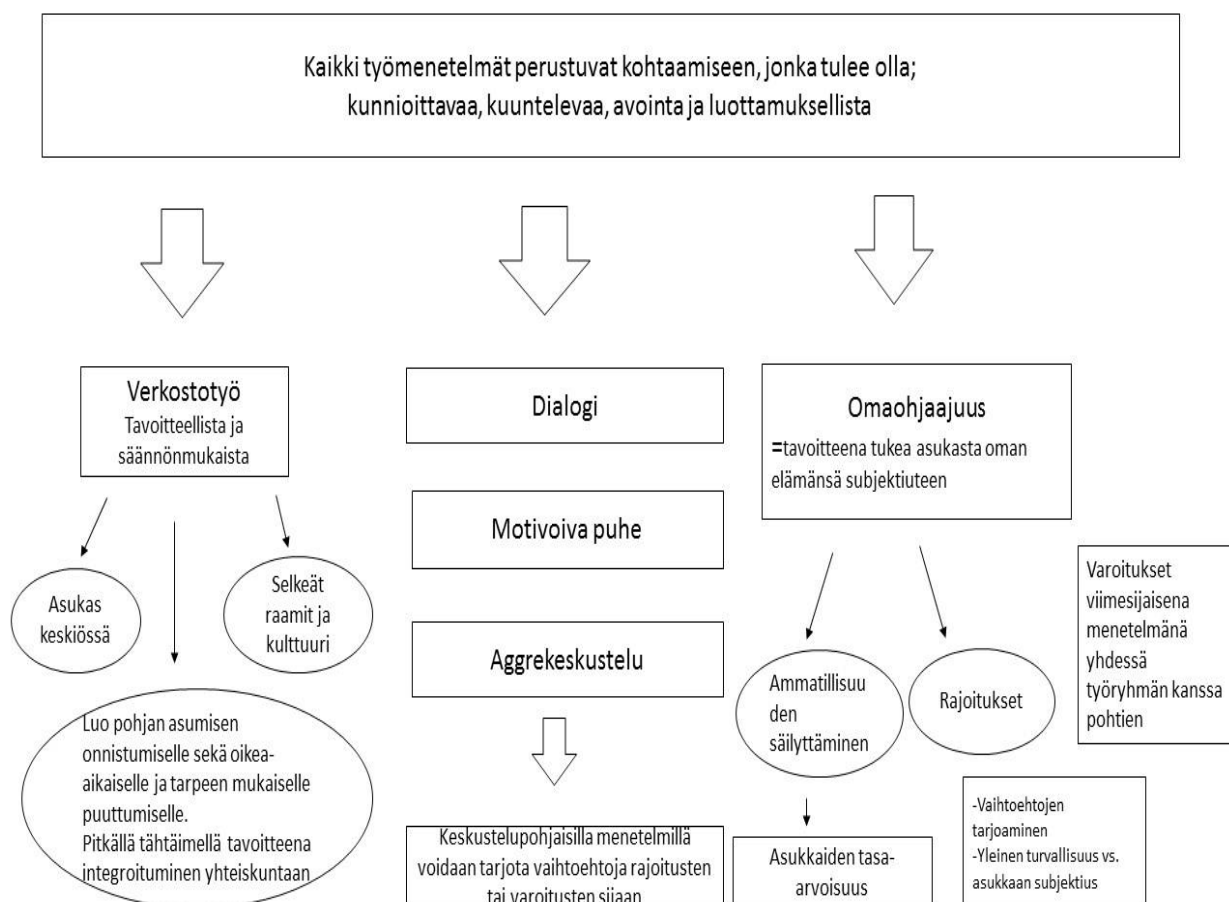 Kaikki työmenetelmät perustuvat kohtaamiseen, jonka tulee olla;
kunnioittavaa, kuuntelevaa, avointa ja luottamuksellista
Verkostotyö
Tavoitteellista ja
säännönmukaista
Asukas
keskiössä
Selkeät
raamit ja
kulttuuri
Luo pohjan asumisen
onnistumiselle sekä oikea-
aikaiselle ja tarpeen mukaiselle
puuttumiselle.
Pitkällä tähtäimellä tavoitteena
integroituminen yhteiskuntaan
Dialogi
Motivoiva puhe
Aggrekeskustelu
Keskustelupohjaisilla menetelmillä
voidaan tarjota vaihtoehtoja rajoitusten
tai varoitusten sijaan
Omaohjaajuus
=tavoitteena tukea asukasta oman
elämänsä subjektiuteen
Ammatillisuu
den
säilyttäminen
Rajoitukset
Asukkaiden tasa-
arvoisuus
Varoitukset
viimesijaisena
menetelmänä
yhdessä
työryhmän kanssa
pohtien
-Vaihtoehtojen
tarjoaminen
-Yleinen turvallisuus vs.
asukkaan subjektius